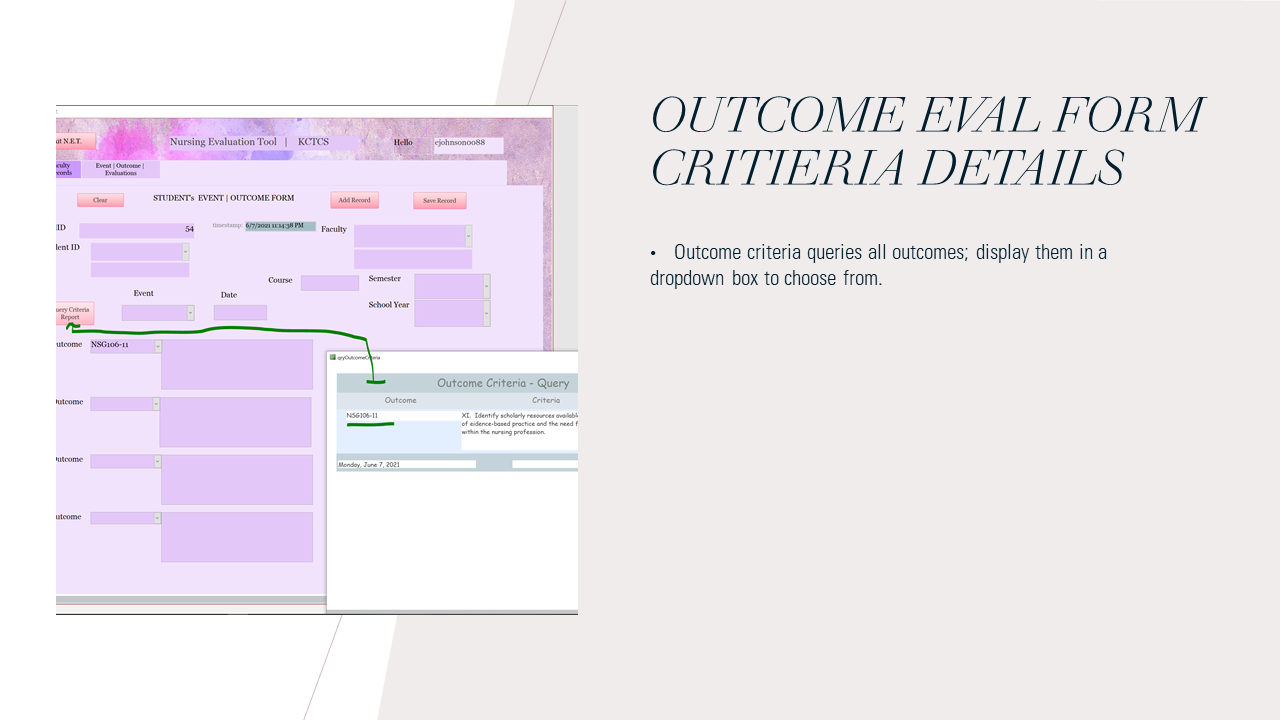 OUTCOME EVAL FORM
CRITIERIA DETAILS
• Outcome criteria queries all outcomes; display them in a
dropdown box to choose from.
it N.E.T.
Nursing Evaluation Tool | KCTCS
Hello
cjohnson0088
culty
cords
Event | Outcome |
Evaluations
Clear
STUDENT's EVENT | OUTCOME FORM
Add Record
Save Record
ID
54
timestamp:
6/7/2021 11:14:38 PM
Faculty
dent ID
Course
Semester
Event
Date
School Year
uery Criteria
Report
utcome
NSG106-11
Outcome
Outcome
utcome
qryOutcomeCriteria
Outcome Criteria - Query
Outcome
Criteria
NSG106-11
XI. Identify scholarly resources availabl
of eidence-based practice and the need f
within the nursing profession.
Monday, June 7, 2021